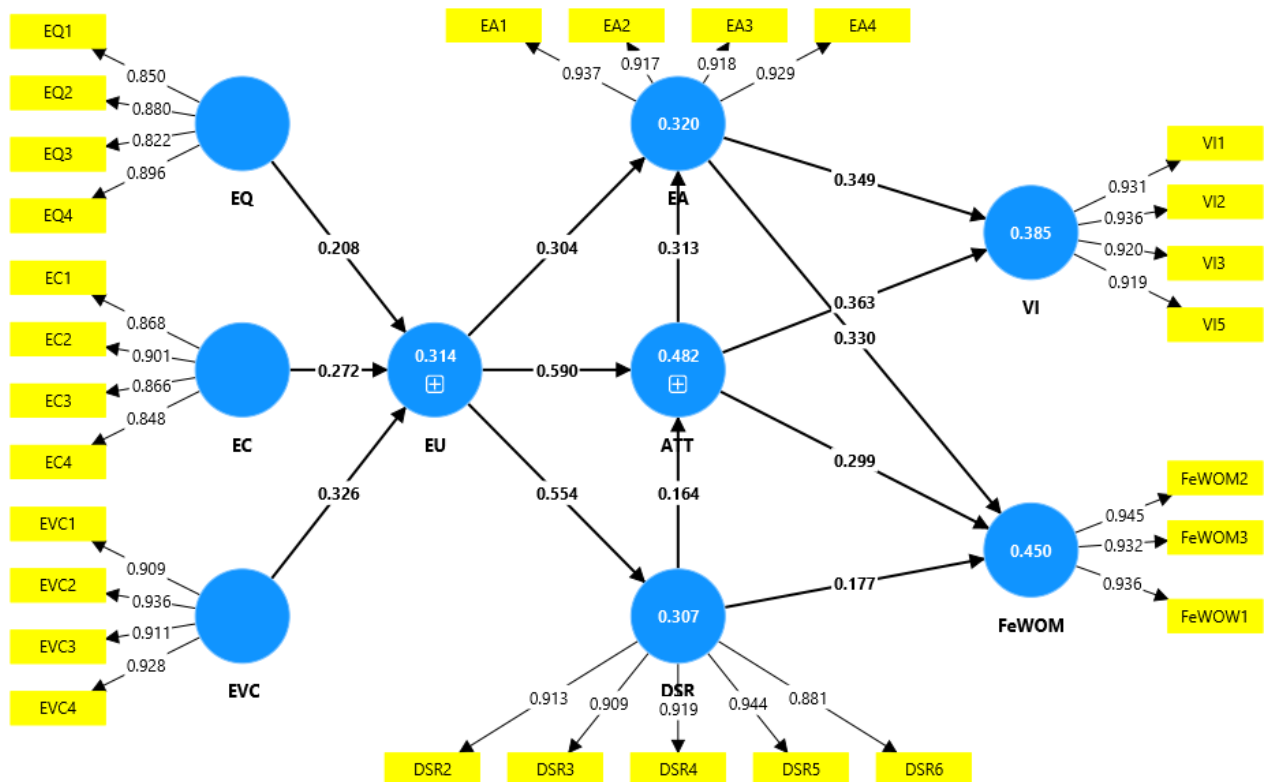 EQ1
EQ2
EQ3
EQ4
0.850
0.880
0.822
0.896
EQ
EC1
EC2
EC3
EC4
0.868
0.901
0.866
0.848
EC
EVC1
EVC2
EVC3
EVC4
0.909
0.936
0.911
0.928
EVC
0.208
0.272
0.326
0.314
EU
0.304
0.590
0.554
EA1
EA2
EA3
EA4
0.937
0.917
0.918
0.929
0.320
EA
0.313
0.482
ATT
0.164
0.307
DSR
0.913
0.909
0.919
0.944
0.881
DSR2
DSR3
DSR4
DSR5
DSR6
0.349
0.363
0.330
0.299
0.177
0.385
VI
0.931
0.936
0.920
0.919
VI1
VI2
VI3
VI5
0.450
FeWOM
0.945
0.932
0.936
FeWOM2
FeWOM3
FeWOW1